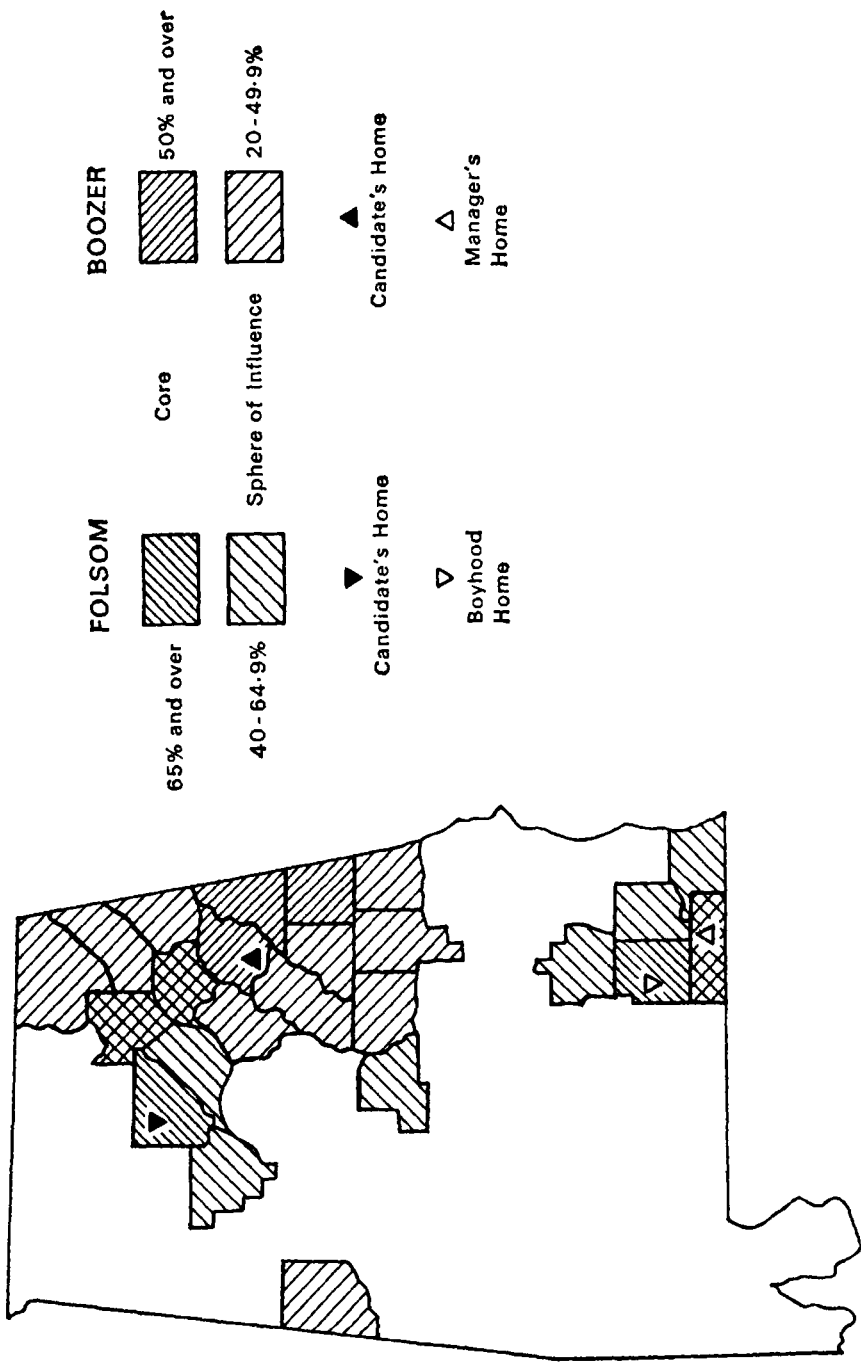 FOLSOM
BOOZER
65% and over
Core
50% and over
40-64·9%
Sphere of Influence
20-49·9%
Candidate's Home
Candidate's Home
Boyhood
Home
Manager's
Home